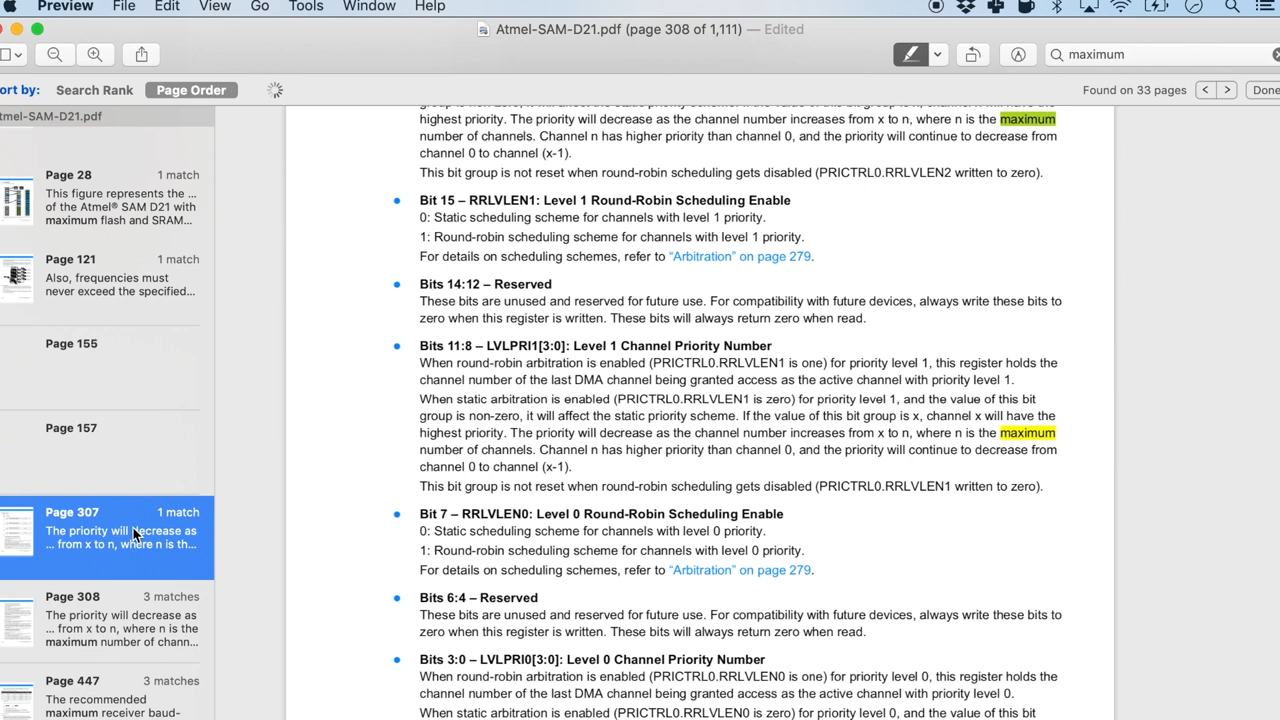 Preview File Edit View Go Tools Window Help
Atmel-SAM-D21.pdf (page 308 of 1,111) — Edited
maximum
ort by: Search Rank Page Order
Found on 33 pages < > Done
tmel-SAM-D21.pdf
Page 28 1 match
This figure represents the ...
of the Atmel® SAM D21 with
maximum flash and SRAM...
Page 121 1 match
Also, frequencies must
never exceed the specified...
Page 155
Page 157
Page 307 1 match
The priority will decrease as
... from x to n, where n is th...
Page 308 3 matches
The priority will decrease as
... from x to n, where n is the
maximum number of chann...
Page 447 3 matches
The recommended
maximum receiver baud-
highest priority. The priority will decrease as the channel number increases from x to n, where n is the maximum
number of channels. Channel n has higher priority than channel 0, and the priority will continue to decrease from
channel 0 to channel (x-1).
This bit group is not reset when round-robin scheduling gets disabled (PRICTRL0.RRLVLEN2 written to zero).
Bit 15 – RRLVLEN1: Level 1 Round-Robin Scheduling Enable
0: Static scheduling scheme for channels with level 1 priority.
1: Round-robin scheduling scheme for channels with level 1 priority.
For details on scheduling schemes, refer to “Arbitration” on page 279.
Bits 14:12 – Reserved
These bits are unused and reserved for future use. For compatibility with future devices, always write these bits to
zero when this register is written. These bits will always return zero when read.
Bits 11:8 – LVLPRI1[3:0]: Level 1 Channel Priority Number
When round-robin arbitration is enabled (PRICTRL0.RRLVLEN1 is one) for priority level 1, this register holds the
channel number of the last DMA channel being granted access as the active channel with priority level 1.
When static arbitration is enabled (PRICTRL0.RRLVLEN1 is zero) for priority level 1, and the value of this bit
group is non-zero, it will affect the static priority scheme. If the value of this bit group is x, channel x will have the
highest priority. The priority will decrease as the channel number increases from x to n, where n is the maximum
number of channels. Channel n has higher priority than channel 0, and the priority will continue to decrease from
channel 0 to channel (x-1).
This bit group is not reset when round-robin scheduling gets disabled (PRICTRL0.RRLVLEN1 written to zero).
Bit 7 – RRLVLEN0: Level 0 Round-Robin Scheduling Enable
0: Static scheduling scheme for channels with level 0 priority.
1: Round-robin scheduling scheme for channels with level 0 priority.
For details on scheduling schemes, refer to “Arbitration” on page 279.
Bits 6:4 – Reserved
These bits are unused and reserved for future use. For compatibility with future devices, always write these bits to
zero when this register is written. These bits will always return zero when read.
Bits 3:0 – LVLPRI0[3:0]: Level 0 Channel Priority Number
When round-robin arbitration is enabled (PRICTRL0.RRLVLEN0 is one) for priority level 0, this register holds the
channel number of the last DMA channel being granted access as the active channel with priority level 0.
When static arbitration is enabled (PRICTRL0.RRLVLEN0 is zero) for priority level 0, and the value of this bit